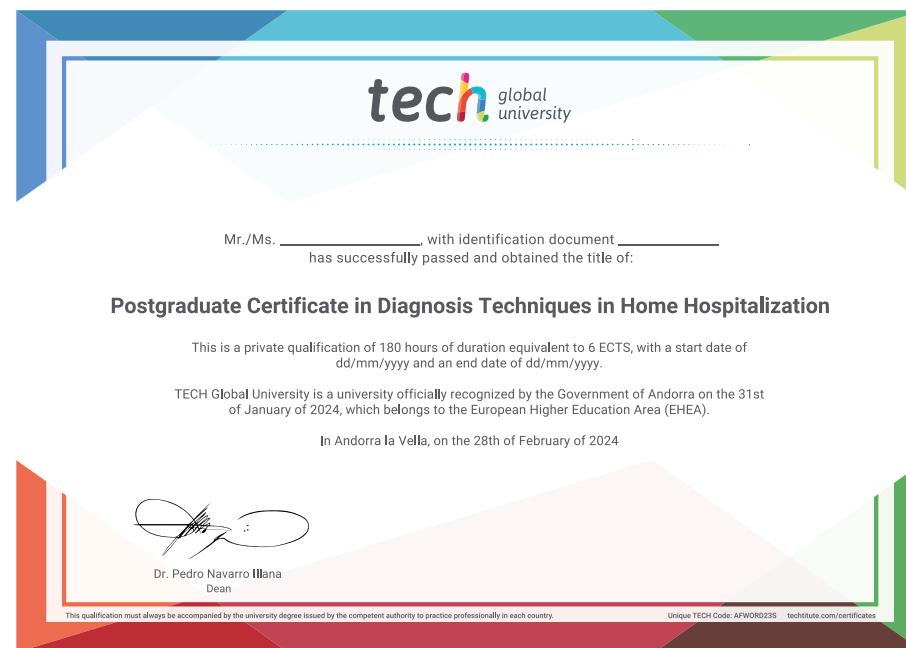 tech global
university
Mr./Ms. ____________, with identification document ____________
has successfully passed and obtained the title of:
Postgraduate Certificate in Diagnosis Techniques in Home Hospitalization
This is a private qualification of 180 hours of duration equivalent to 6 ECTS, with a start date of
dd/mm/yyyy and an end date of dd/mm/yyyy.
TECH Global University is a university officially recognized by the Government of Andorra on the 31st
of January of 2024, which belongs to the European Higher Education Area (EHEA).
In Andorra la Vella, on the 28th of February of 2024
Dr. Pedro Navarro Illana
Dean
This qualification must always be accompanied by the university degree issued by the competent authority to practice professionally in each country.
Unique TECH Code: AFWORD23S techtitute.com/certificates